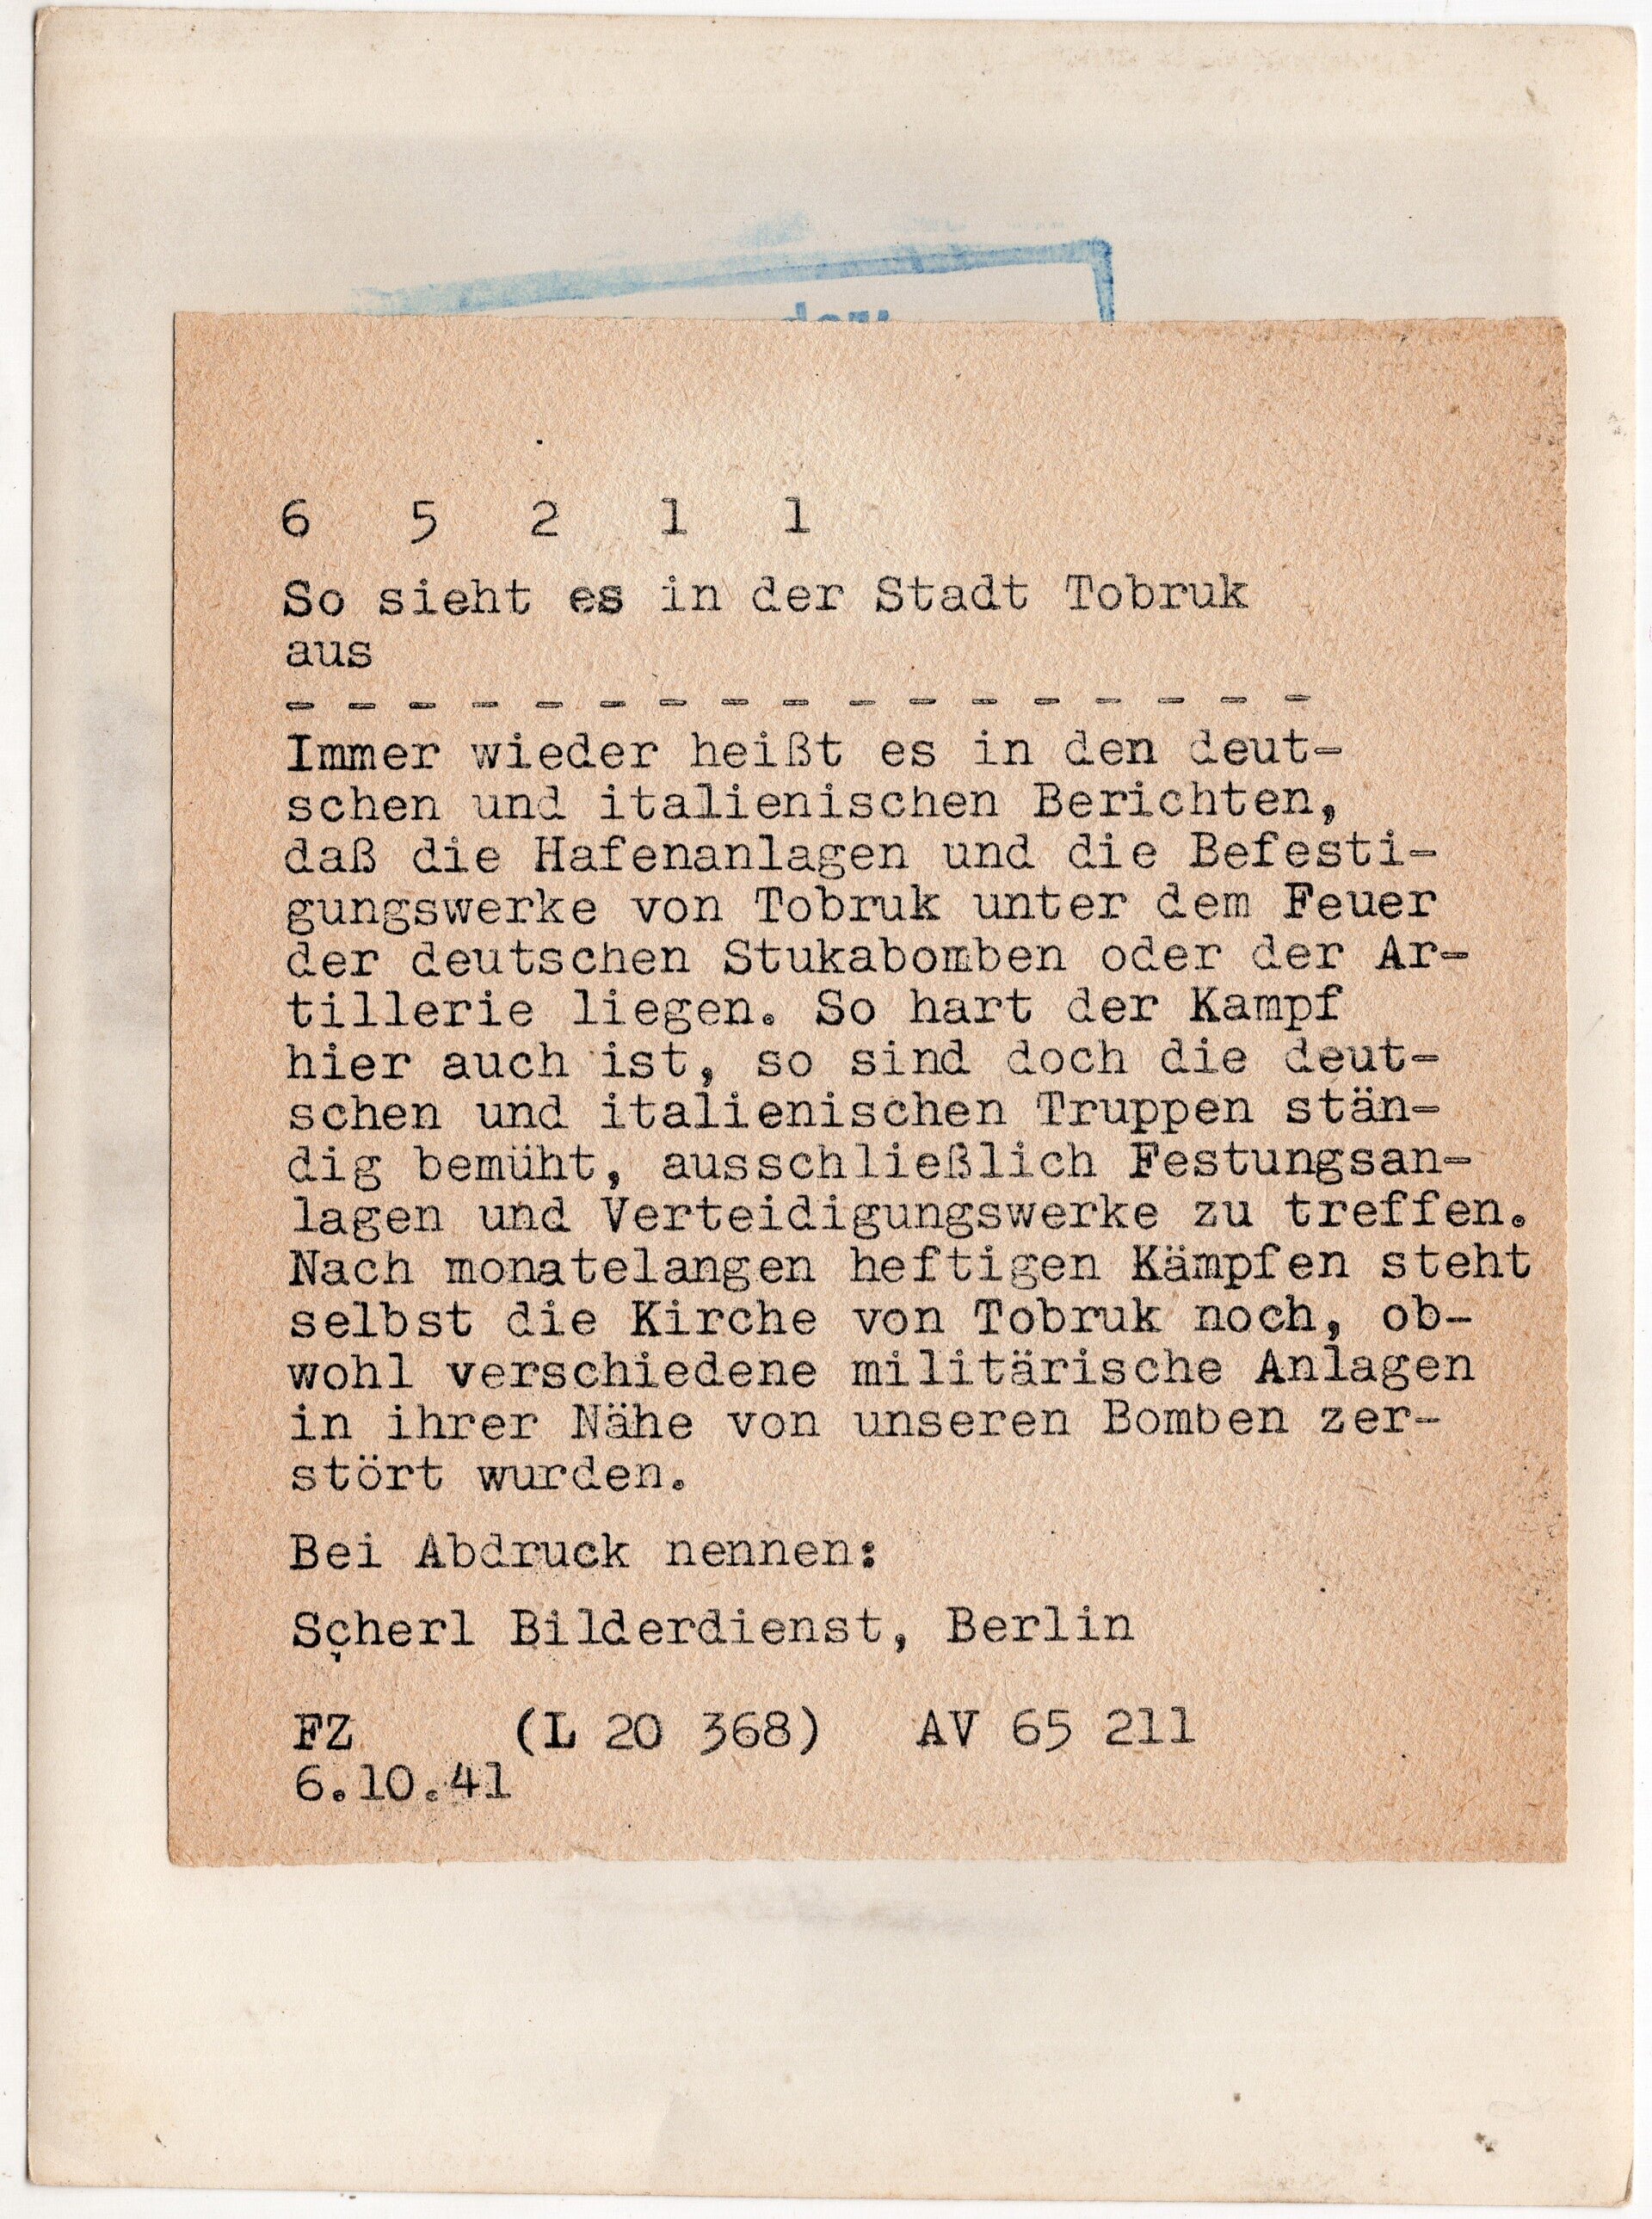 6 5 2 1 1
So sieht es in der Stadt Tobruk
aus
- - - - - - - - - - - - - - - - -
Immer wieder heißt es in den deut-
schen und italienischen Berichten,
daß die Hafenanlagen und die Befesti-
gungswerke von Tobruk unter dem Feuer
der deutschen Stukabomben oder der Ar-
tillerie liegen. So hart der Kampf
hier auch ist, so sind doch die deut-
schen und italienischen Truppen stän-
dig bemüht, ausschließlich Festungsan-
lagen und Verteidigungswerke zu treffen.
Nach monatelangen heftigen Kämpfen steht
selbst die Kirche von Tobruk noch, ob-
wohl verschiedene militärische Anlagen
in ihrer Nähe von unseren Bomben zer-
stört wurden.
Bei Abdruck nennen:
Scherl Bilderdienst, Berlin
FZ (L 20 368) AV 65 211
6.10.41